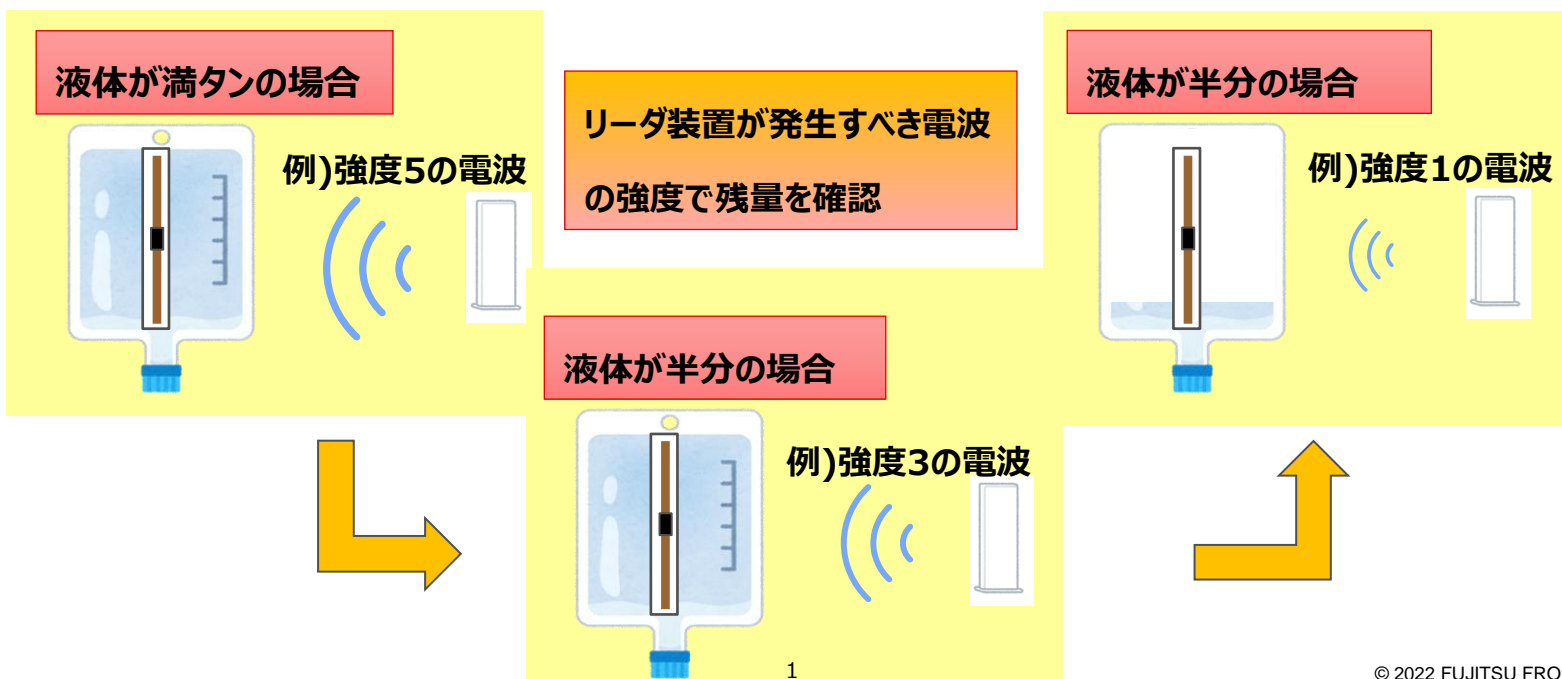 液体が満タンの場合
例)強度5の電波
リーダ装置が発生すべき電波
の強度で残量を確認
液体が半分の場合
例)強度3の電波
液体が半分の場合
例)強度1の電波
1
© 2022 FUJITSU FRO